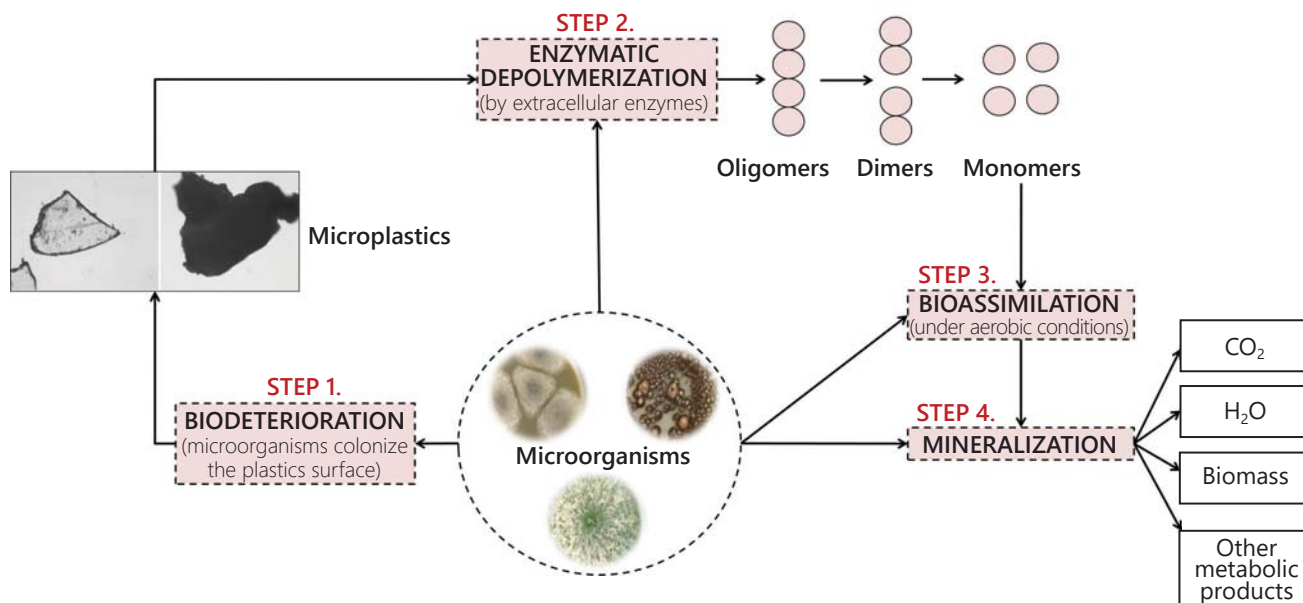 STEP 2.
ENZYMATIC
DEPOLYMERIZATION
(by extracellular enzymes)
Oligomers
Dimers
Monomers
Microplastics
STEP 1.
BIODETERIORATION
(microorganisms colonize
the plastics surface)
Microorganisms
STEP 3.
BIOASSIMILATION
(under aerobic conditions)
STEP 4.
MINERALIZATION
CO₂
H₂O
Biomass
Other
metabolic
products